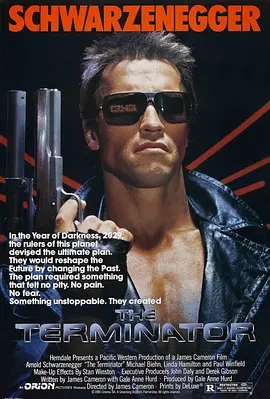 SCHWARZENEGGER
In the Year of Darkness, 2029,
the rulers of this planet
devised the ultimate plan.
They would reshape the
Future by changing the Past.
The plan required something
that felt no pity. No pain.
No fear.
Something unstoppable. They created
THE
TERMINATOR
Hemdale Presents a Pacific Western Production of a James Cameron Film
Arnold Schwarzenegger "The Terminator" Michael Biehn, Linda Hamilton and Paul Winfield
Make-Up Effects By Stan Winston Executive Producers John Daly and Derek Gibson
Written by James Cameron with Gale Anne Hurd Produced by Gale Anne Hurd
Directed by James Cameron Prints by DeLuxe
AN ORION PICTURES Release
R RESTRICTED